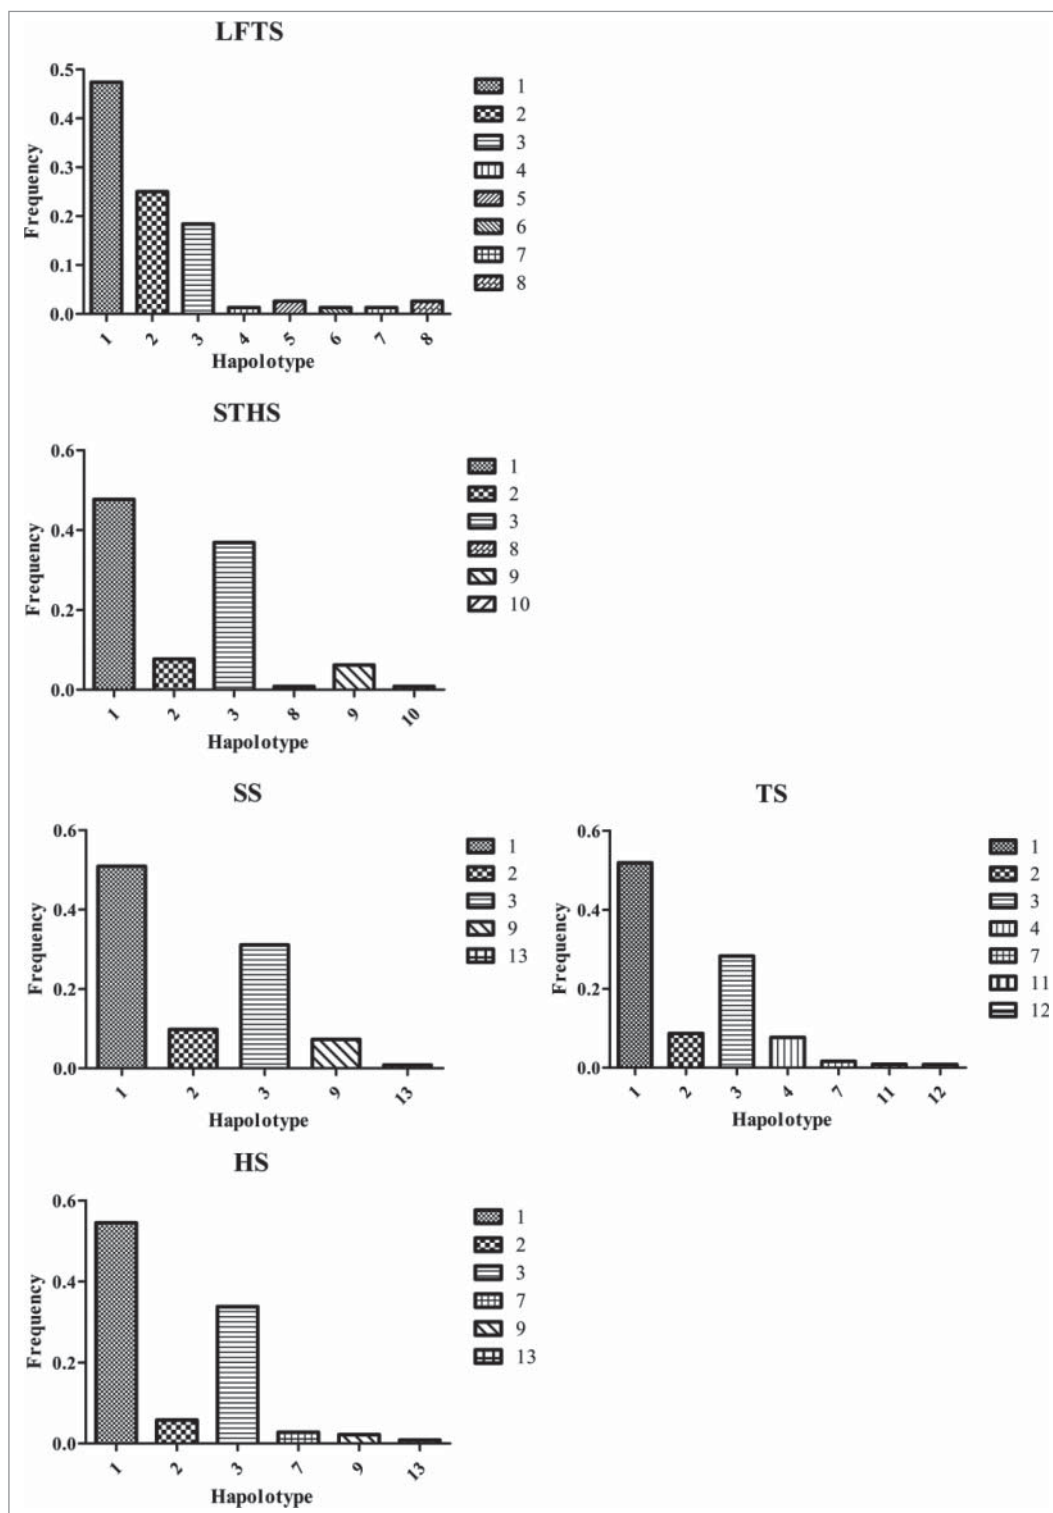 LFTS
Frequency
0.5
0.4
0.3
0.2
0.1
0.0
1 2 3 4 5 6 7 8
Hapolotype
1
2
3
4
5
6
7
8
STHS
Frequency
0.6
0.4
0.2
0.0
1 2 3 8 9 10
Hapolotype
1
2
3
8
9
10
SS
Frequency
0.6
0.4
0.2
0.0
1 2 3 9 13
Hapolotype
1
2
3
9
13
TS
Frequency
0.6
0.4
0.2
0.0
1 2 3 4 7 11 12
Hapolotype
1
2
3
4
7
11
12
HS
Frequency
0.6
0.4
0.2
0.0
1 2 3 7 9 13
Hapolotype
1
2
3
7
9
13